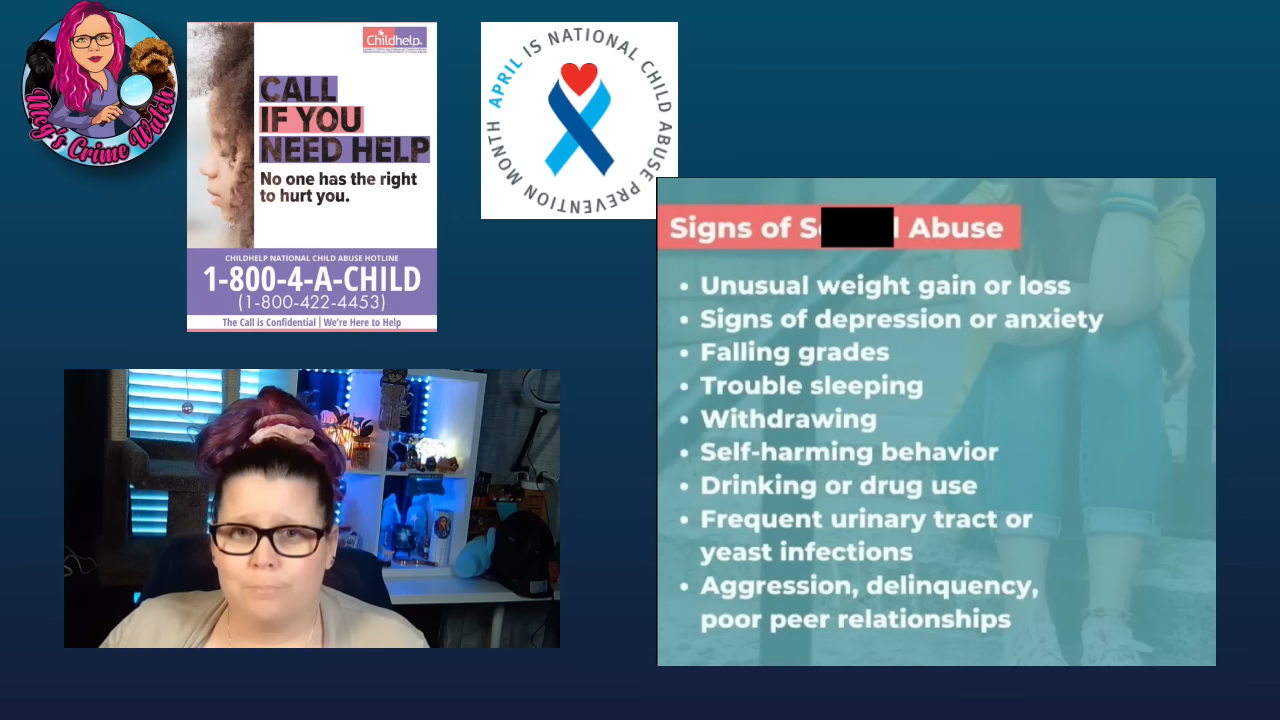 Meg's Crime Watch
Childhelp
CALL
IF YOU
NEED HELP
No one has the right
to hurt you.
CHILDHELP NATIONAL CHILD ABUSE HOTLINE
1-800-4-A-CHILD
(1-800-422-4453)
The Call is Confidential | We're Here to Help
APRIL IS NATIONAL CHILD ABUSE PREVENTION MONTH
Signs of S l Abuse
• Unusual weight gain or loss
• Signs of depression or anxiety
• Falling grades
• Trouble sleeping
• Withdrawing
• Self-harming behavior
• Drinking or drug use
• Frequent urinary tract or
yeast infections
• Aggression, delinquency,
poor peer relationships